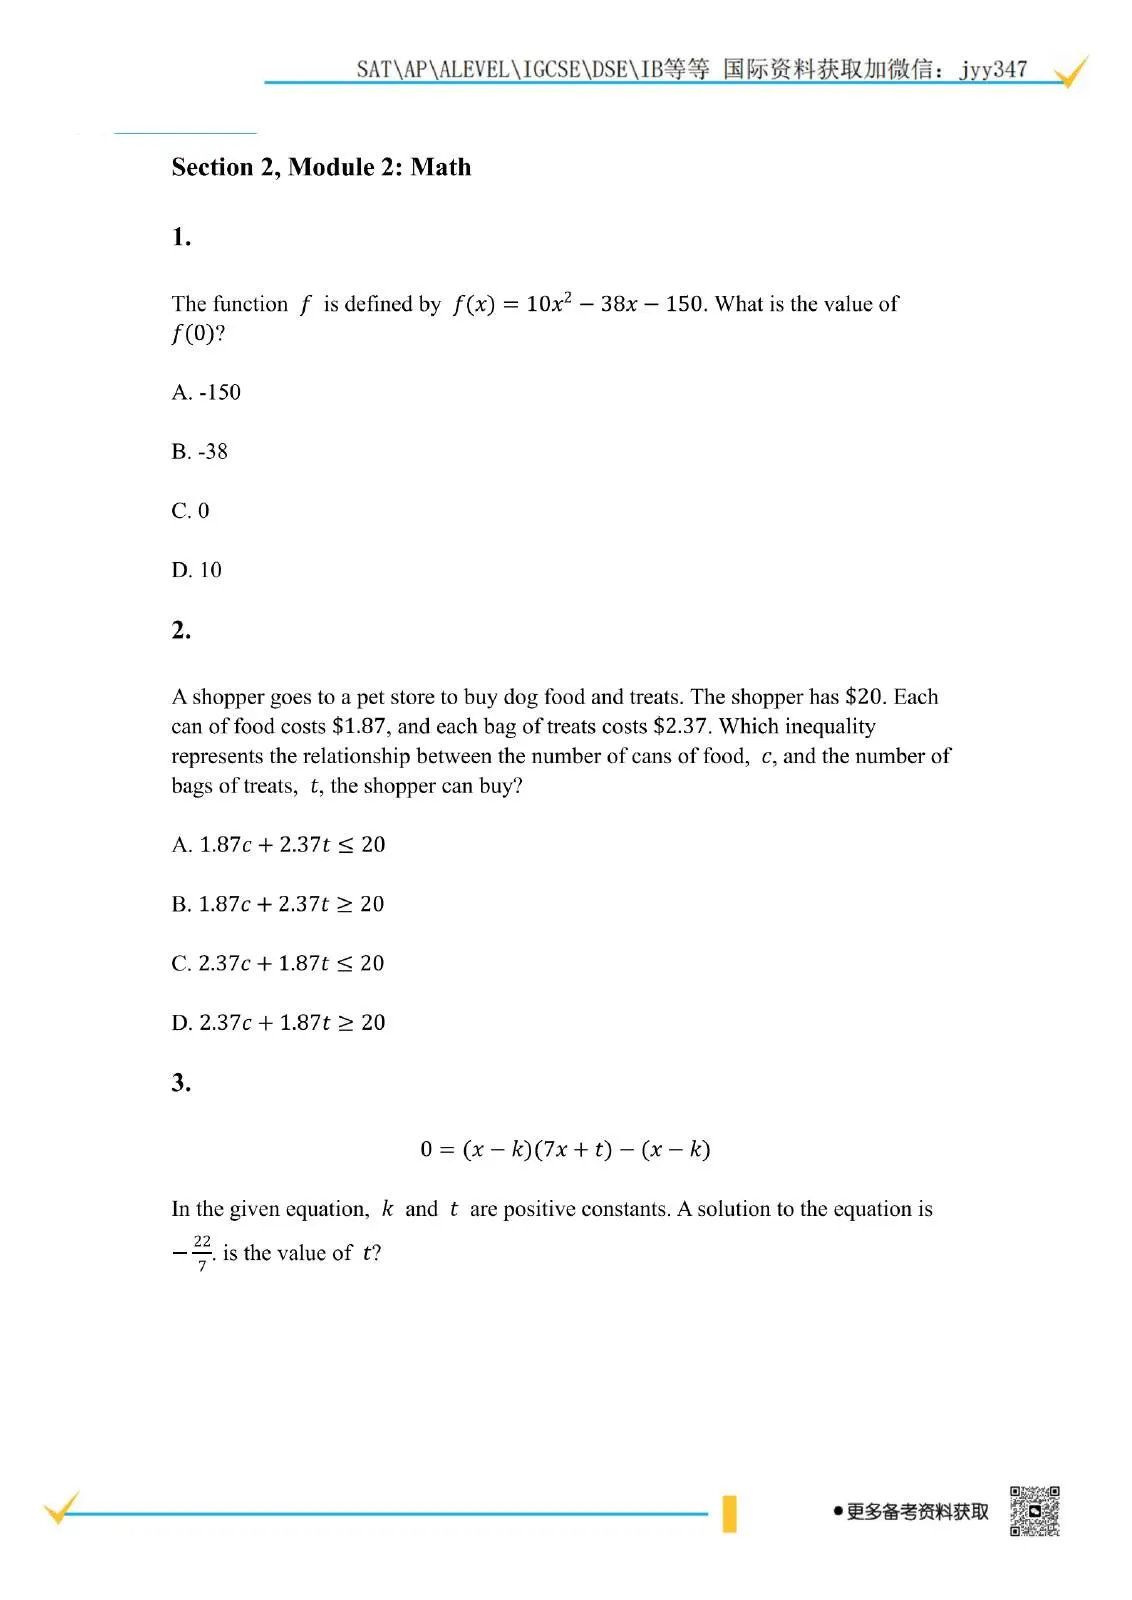 SAT\AP\ALEVEL\IGCSE\DSE\IB等等 国际资料获取加微信：jyy347
Section 2, Module 2: Math
1.
The function f is defined by f(x) = 10x² − 38x − 150. What is the value of
f(0)?
A. -150
B. -38
C. 0
D. 10
2.
A shopper goes to a pet store to buy dog food and treats. The shopper has $20. Each
can of food costs $1.87, and each bag of treats costs $2.37. Which inequality
represents the relationship between the number of cans of food, c, and the number of
bags of treats, t, the shopper can buy?
A. 1.87c + 2.37t ≤ 20
B. 1.87c + 2.37t ≥ 20
C. 2.37c + 1.87t ≤ 20
D. 2.37c + 1.87t ≥ 20
3.
0 = (x − k)(7x + t) − (x − k)
In the given equation, k and t are positive constants. A solution to the equation is
−22/7. is the value of t?
●更多备考资料获取